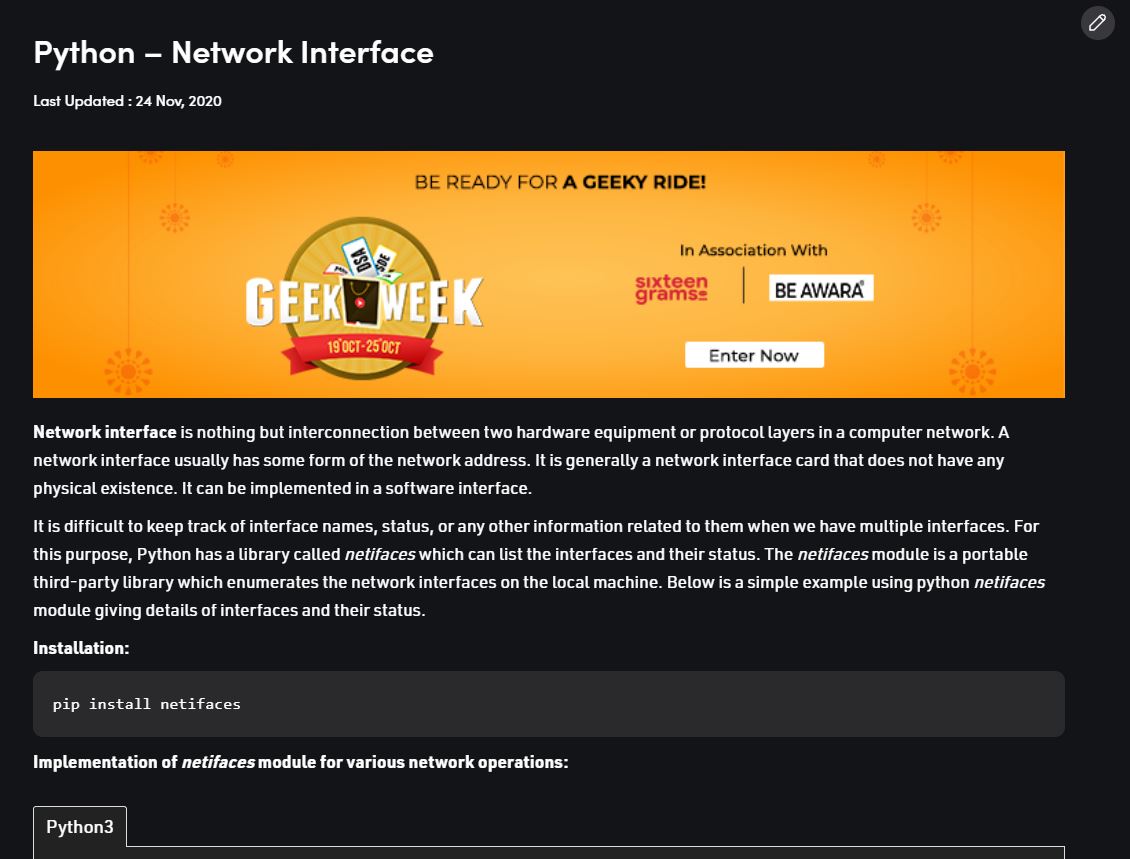 Python – Network Interface
Last Updated : 24 Nov, 2020
BE READY FOR A GEEKY RIDE!
In Association With
DSA
SDE
GEEK WEEK
19 OCT-25 OCT
sixteen
grams
BE AWARA
Enter Now
Network interface is nothing but interconnection between two hardware equipment or protocol layers in a computer network. A
network interface usually has some form of the network address. It is generally a network interface card that does not have any
physical existence. It can be implemented in a software interface.
It is difficult to keep track of interface names, status, or any other information related to them when we have multiple interfaces. For
this purpose, Python has a library called netifaces which can list the interfaces and their status. The netifaces module is a portable
third-party library which enumerates the network interfaces on the local machine. Below is a simple example using python netifaces
module giving details of interfaces and their status.
Installation:
pip install netifaces
Implementation of netifaces module for various network operations:
Python3